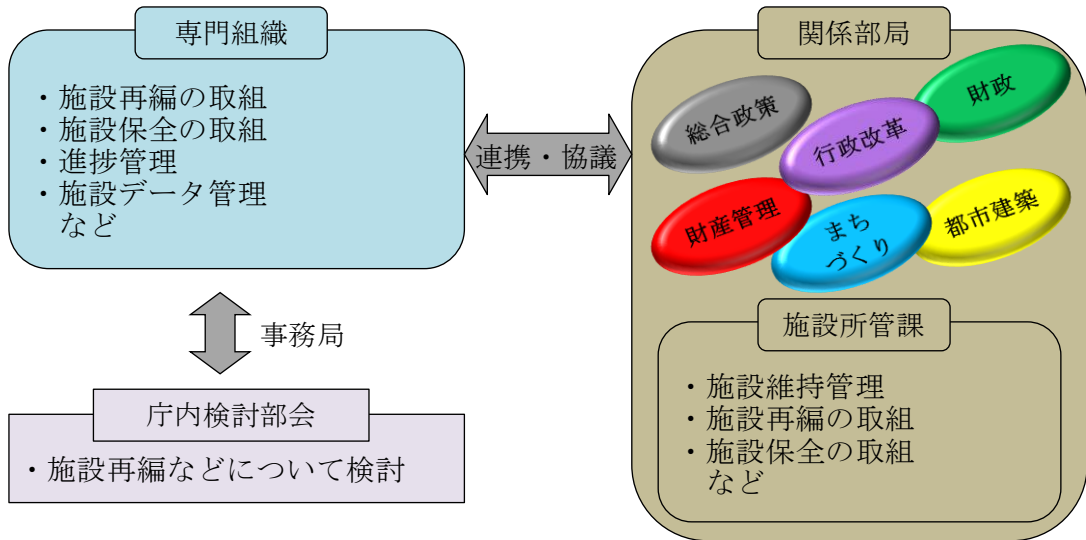 専門組織
・施設再編の取組
・施設保全の取組
・進捗管理
・施設データ管理
など
連携・協議
事務局
庁内検討部会
・施設再編などについて検討
関係部局
総合政策
行政改革
財政
財産管理
まち
づくり
都市建築
施設所管課
・施設維持管理
・施設再編の取組
・施設保全の取組
など